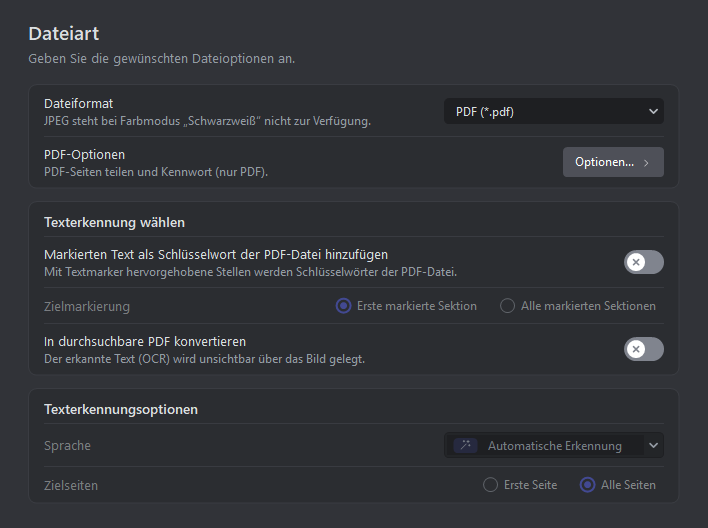 Dateiart
Geben Sie die gewünschten Dateioptionen an.
Dateiformat
JPEG steht bei Farbmodus „Schwarzweiß“ nicht zur Verfügung.
PDF (*.pdf)
PDF-Optionen
PDF-Seiten teilen und Kennwort (nur PDF).
Optionen...
Texterkennung wählen
Markierten Text als Schlüsselwort der PDF-Datei hinzufügen
Mit Textmarker hervorgehobene Stellen werden Schlüsselwörter der PDF-Datei.
Zielmarkierung
Erste markierte Sektion
Alle markierten Sektionen
In durchsuchbare PDF konvertieren
Der erkannte Text (OCR) wird unsichtbar über das Bild gelegt.
Texterkennungsoptionen
Sprache
Automatische Erkennung
Zielseiten
Erste Seite
Alle Seiten